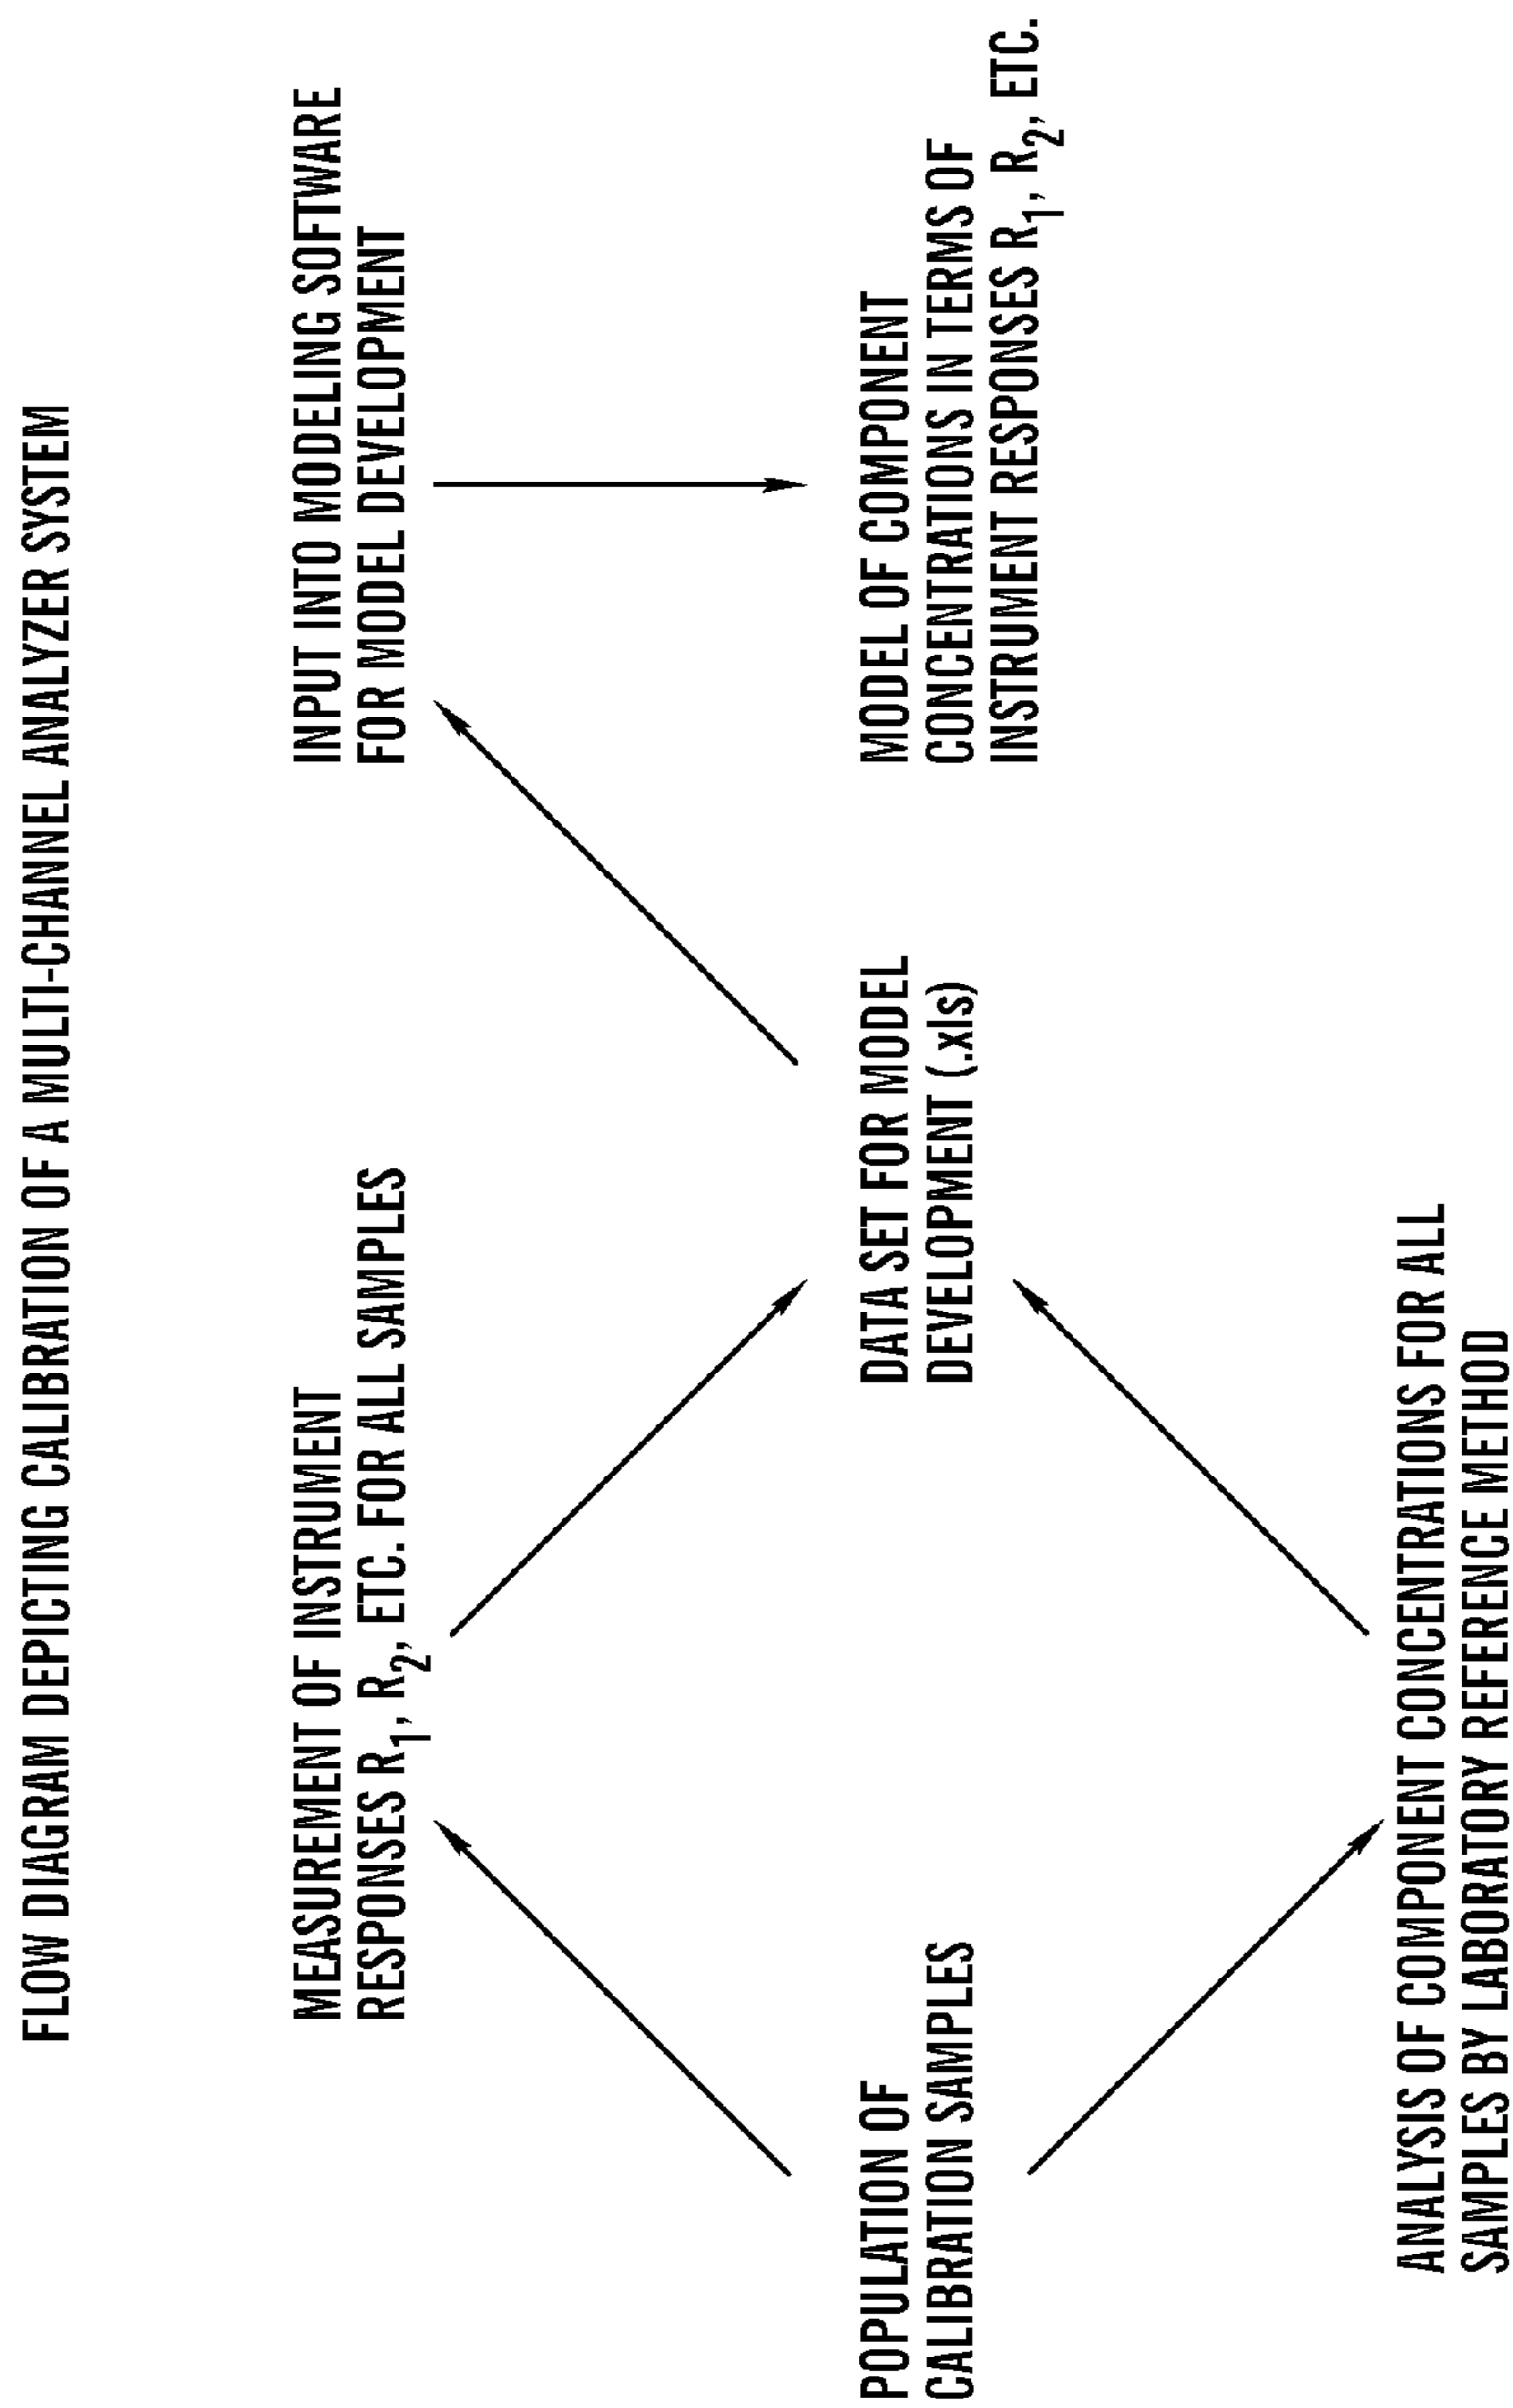 FLOW DIAGRAM DEPICTING CALIBRATION OF A MULTI-CHANNEL ANALYZER SYSTEM
MEASUREMENT OF INSTRUMENT
RESPONSES R₁, R₂, ETC. FOR ALL SAMPLES
INPUT INTO MODELING SOFTWARE
FOR MODEL DEVELOPMENT
POPULATION OF
CALIBRATION SAMPLES
DATA SET FOR MODEL
DEVELOPMENT (.xls)
MODEL OF COMPONENT
CONCENTRATIONS IN TERMS OF
INSTRUMENT RESPONSES R₁, R₂, ETC.
ANALYSIS OF COMPONENT CONCENTRATIONS FOR ALL
SAMPLES BY LABORATORY REFERENCE METHOD